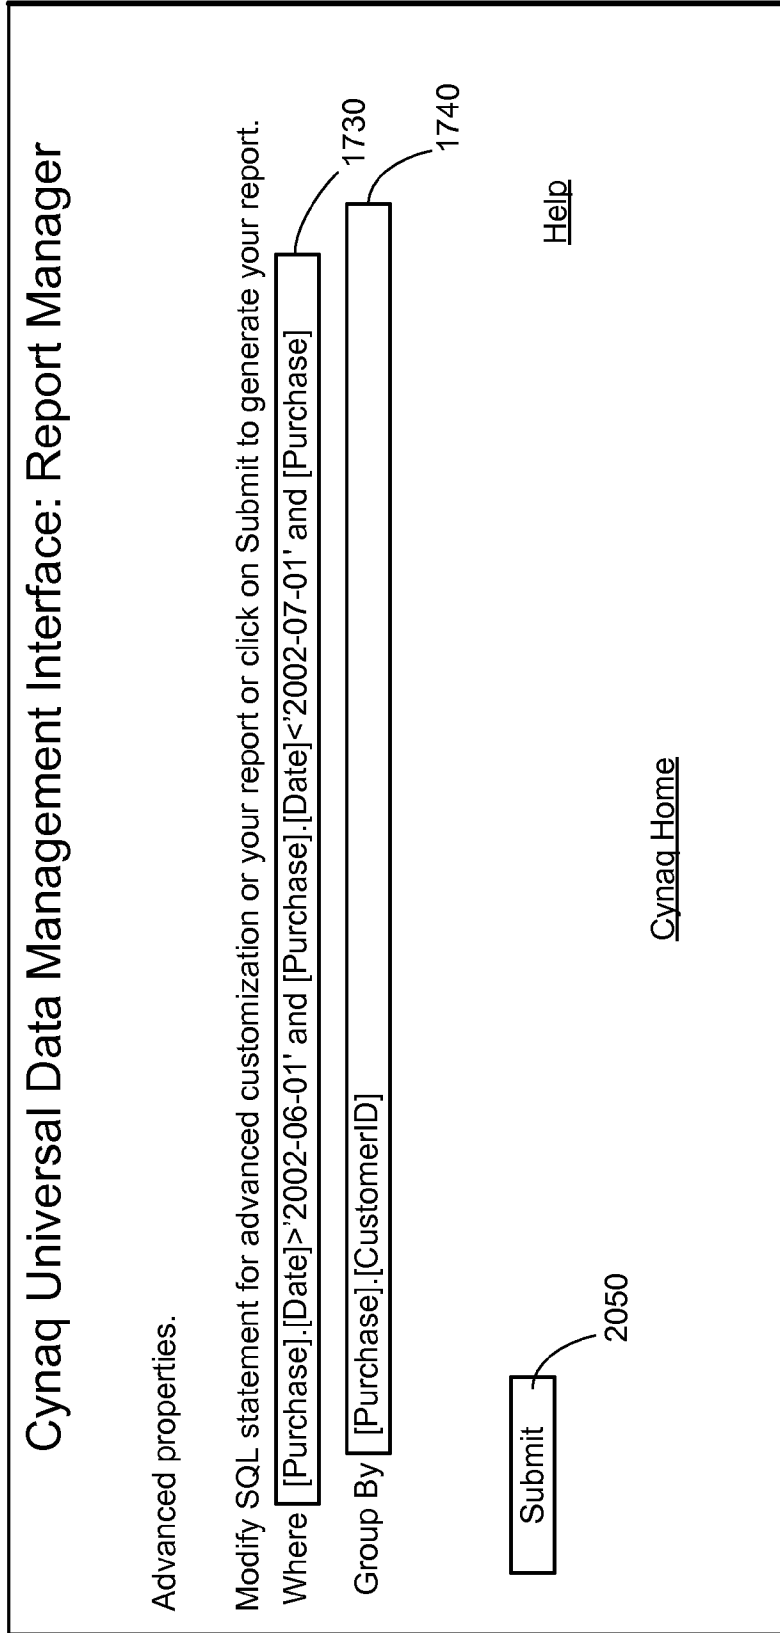 Cynaq Universal Data Management Interface: Report Manager
Advanced properties.
Modify SQL statement for advanced customization or your report or click on Submit to generate your report.
Where [Purchase].[Date]>'2002-06-01' and [Purchase].[Date]<'2002-07-01' and [Purchase]
1730
Group By [Purchase].[CustomerID]
1740
Submit
2050
Help
Cynaq Home